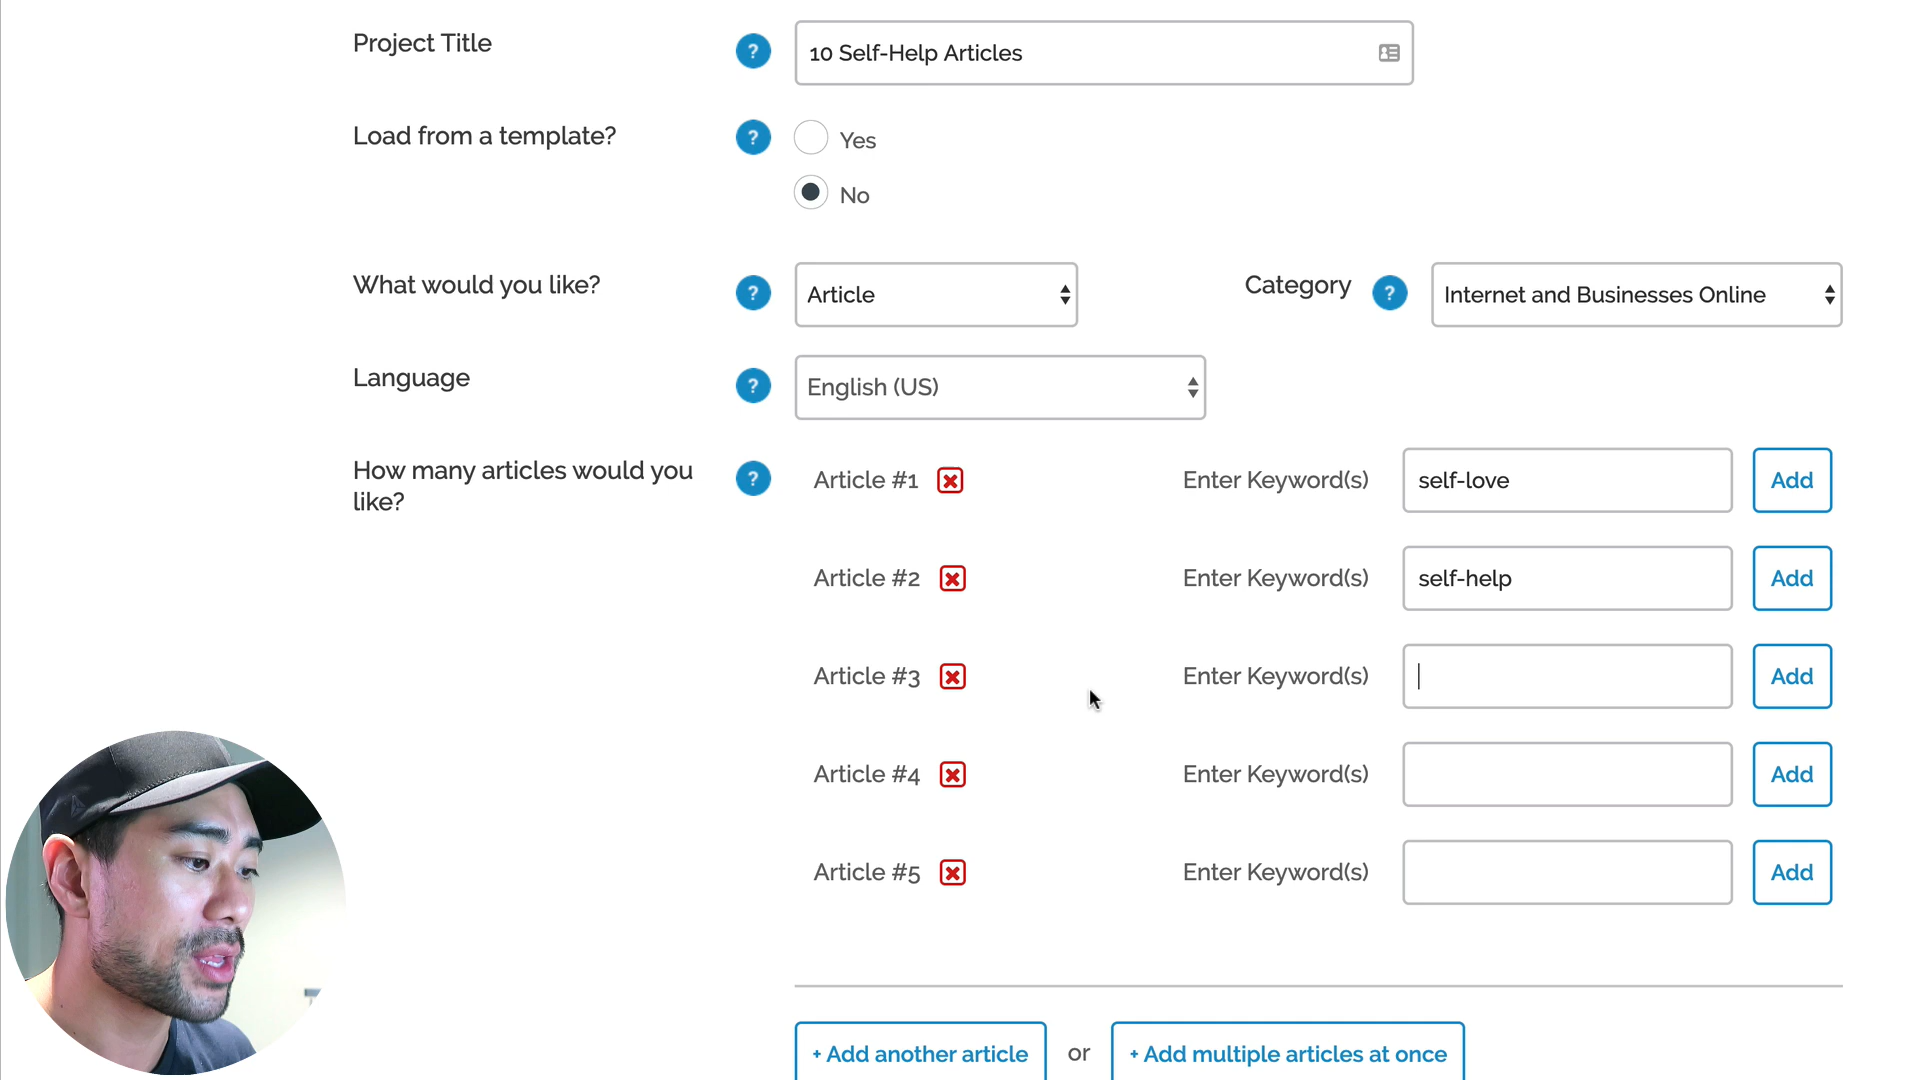 Project Title ? 10 Self-Help Articles
Load from a template? ? Yes
No
What would you like? ? Article Category ? Internet and Businesses Online
Language ? English (US)
How many articles would you
like? ? Article #1 Enter Keyword(s) self-love Add
Article #2 Enter Keyword(s) self-help Add
Article #3 Enter Keyword(s) Add
Article #4 Enter Keyword(s) Add
Article #5 Enter Keyword(s) Add
+ Add another article or + Add multiple articles at once